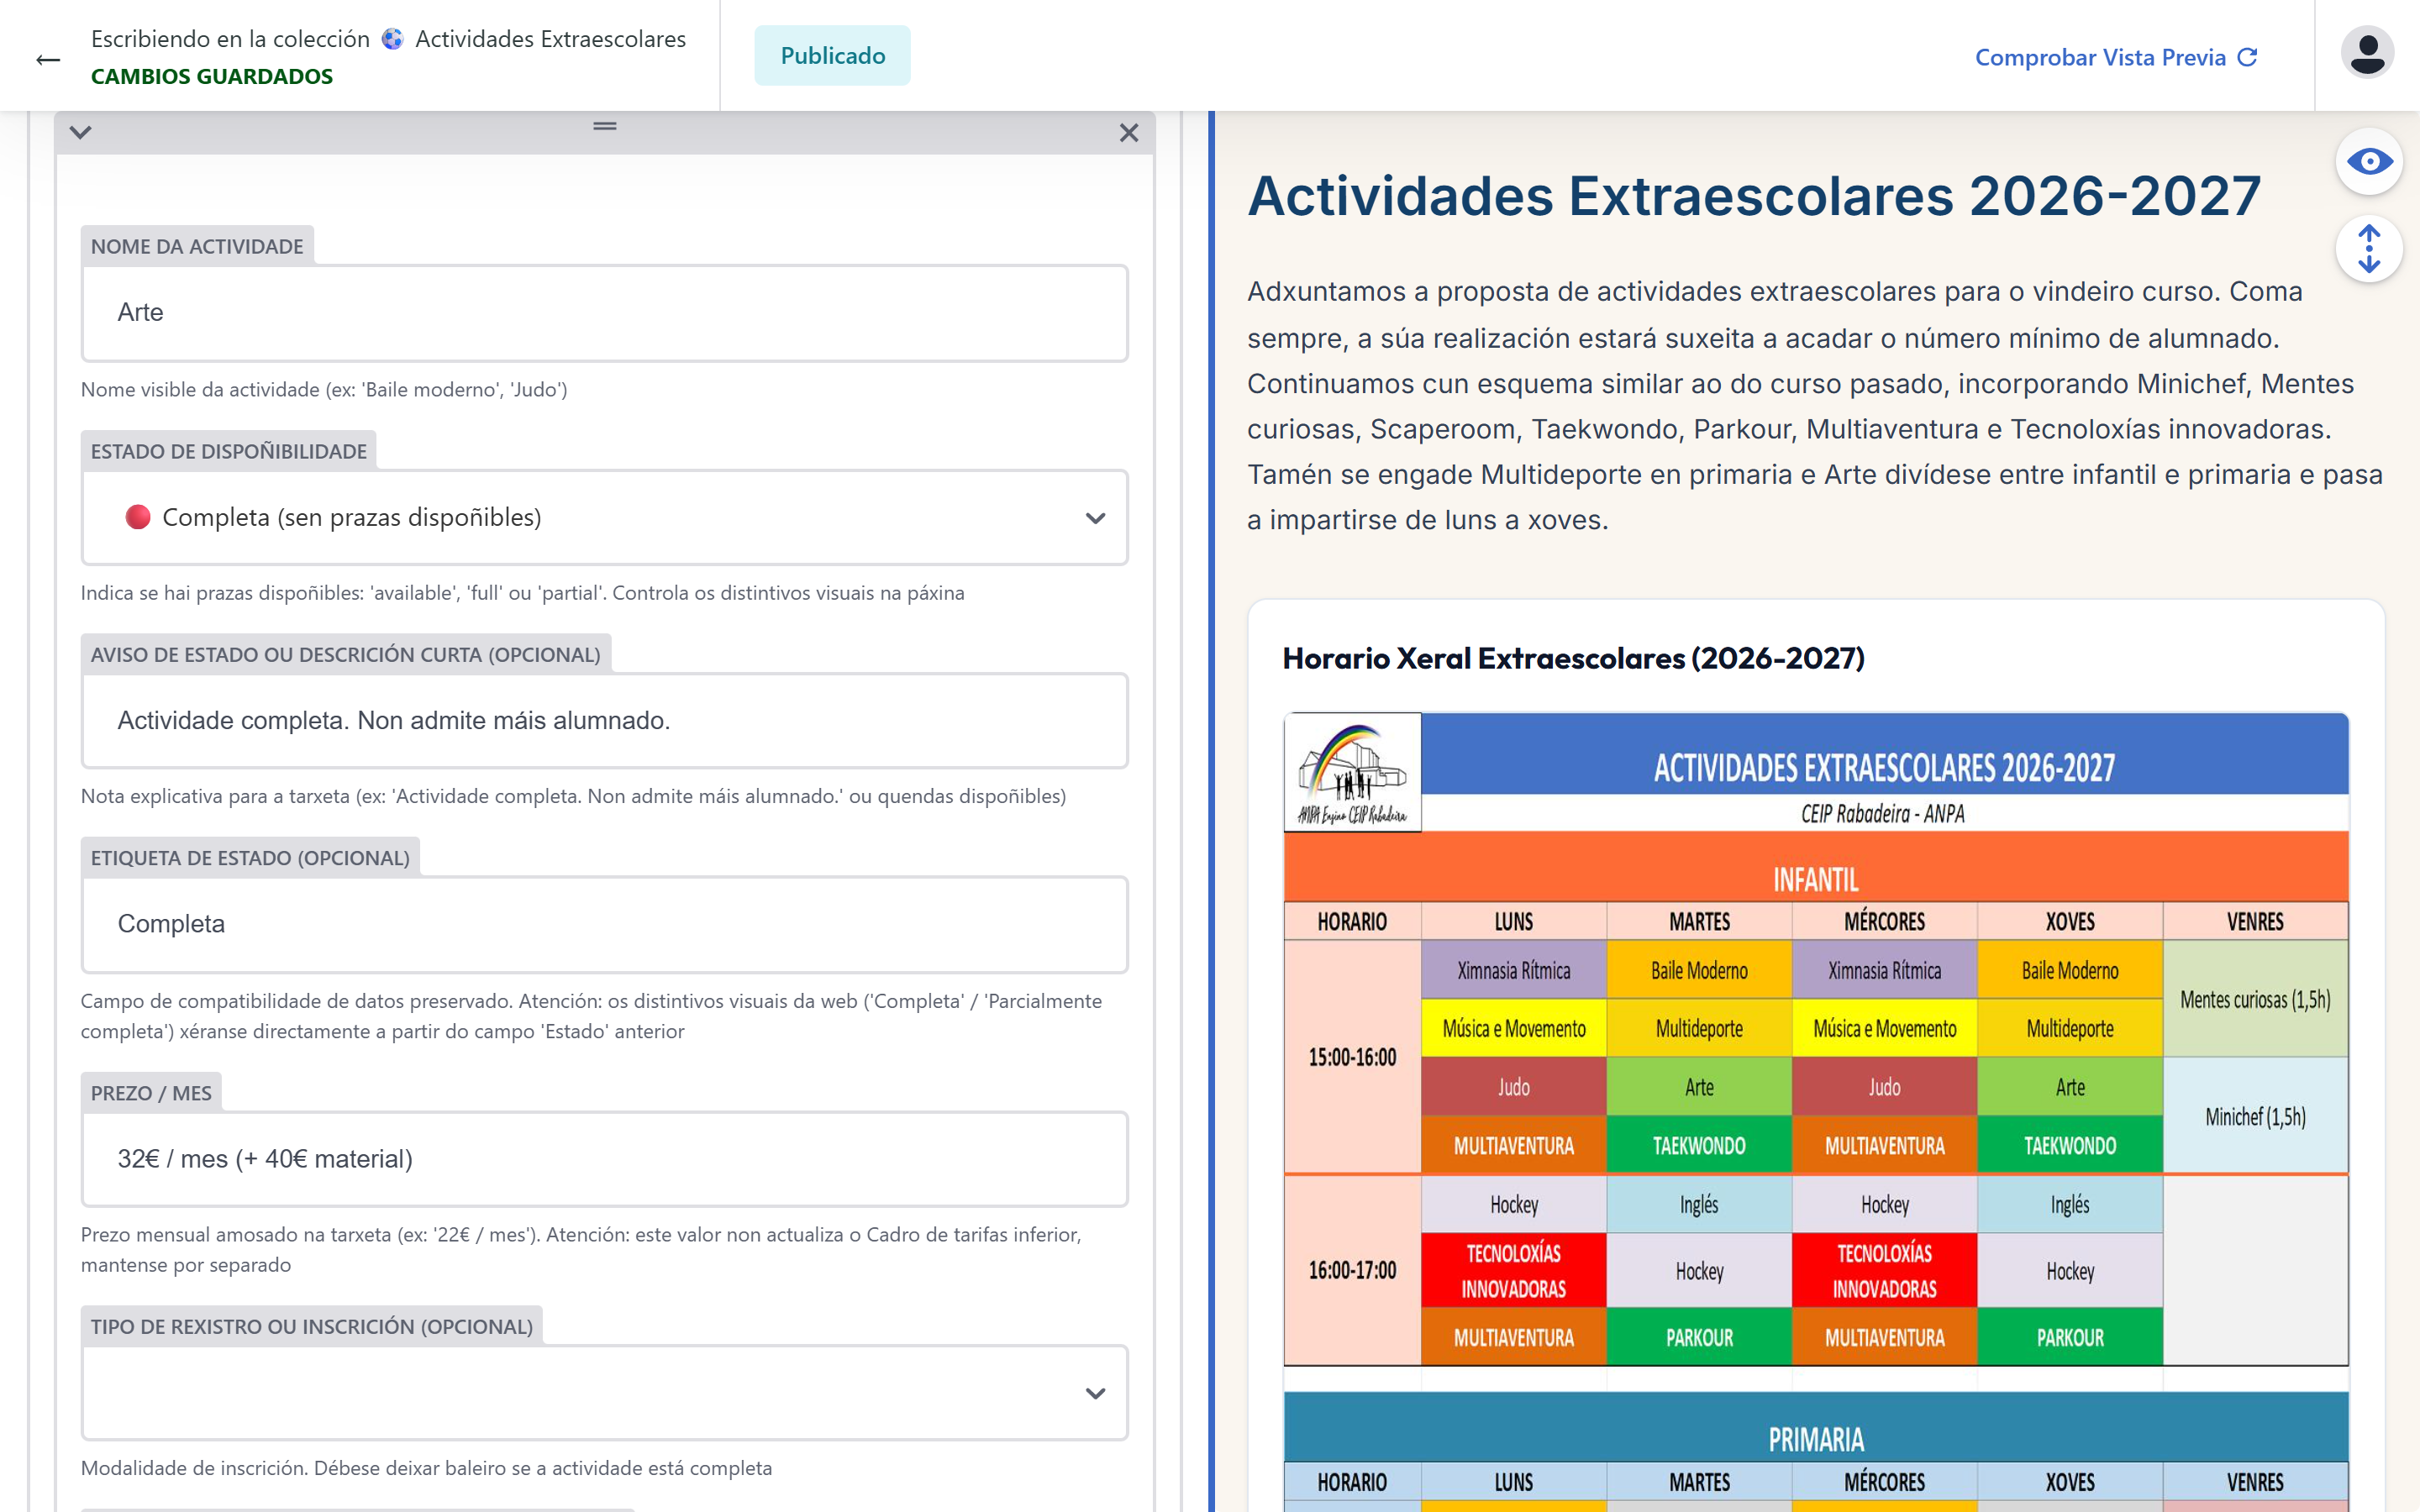 Escribiendo en la colección ⚽ Actividades Extraescolares
CAMBIOS GUARDADOS
Publicado
Comprobar Vista Previa
NOME DA ACTIVIDADE
Arte
Nome visible da actividade (ex: 'Baile moderno', 'Judo')
ESTADO DE DISPOÑIBILIDADE
🔴 Completa (sen prazas dispoñibles)
Indica se hai prazas dispoñibles: 'available', 'full' ou 'partial'. Controla os distintivos visuais na páxina
AVISO DE ESTADO OU DESCRICIÓN CURTA (OPCIONAL)
Actividade completa. Non admite máis alumnado.
Nota explicativa para a tarxeta (ex: 'Actividade completa. Non admite máis alumnado.' ou quendas dispoñibles)
ETIQUETA DE ESTADO (OPCIONAL)
Completa
Campo de compatibilidade de datos preservado. Atención: os distintivos visuais da web ('Completa' / 'Parcialmente
completa') xéranse directamente a partir do campo 'Estado' anterior
PREZO / MES
32€ / mes (+ 40€ material)
Prezo mensual amosado na tarxeta (ex: '22€ / mes'). Atención: este valor non actualiza o Cadro de tarifas inferior,
mantense por separado
TIPO DE REXISTRO OU INSCRICIÓN (OPCIONAL)
Modalidade de inscrición. Débese deixar baleiro se a actividade está completa
Actividades Extraescolares 2026-2027
Adxuntamos a proposta de actividades extraescolares para o vindeiro curso. Coma
sempre, a súa realización estará suxeita a acadar o número mínimo de alumnado.
Continuamos cun esquema similar ao do curso pasado, incorporando Minichef, Mentes
curiosas, Scaperoom, Taekwondo, Parkour, Multiaventura e Tecnoloxías innovadoras.
Tamén se engade Multideporte en primaria e Arte divídese entre infantil e primaria e pasa
a impartirse de luns a xoves.
Horario Xeral Extraescolares (2026-2027)
ANPA Ensino CEIP Rabadeira
ACTIVIDADES EXTRAESCOLARES 2026-2027
CEIP Rabadeira - ANPA
INFANTIL
HORARIO LUNS MARTES MÉRCORES XOVES VENRES
15:00-16:00
Ximnasia Rítmica Baile Moderno Ximnasia Rítmica Baile Moderno
Mentes curiosas (1,5h)
Música e Movemento Multideporte Música e Movemento Multideporte
Judo Arte Judo Arte
Minichef (1,5h)
MULTIAVENTURA TAEKWONDO MULTIAVENTURA TAEKWONDO
16:00-17:00
Hockey Inglés Hockey Inglés
TECNOLOXÍAS INNOVADORAS Hockey TECNOLOXÍAS INNOVADORAS Hockey
MULTIAVENTURA PARKOUR MULTIAVENTURA PARKOUR
PRIMARIA
HORARIO LUNS MARTES MÉRCORES XOVES VENRES